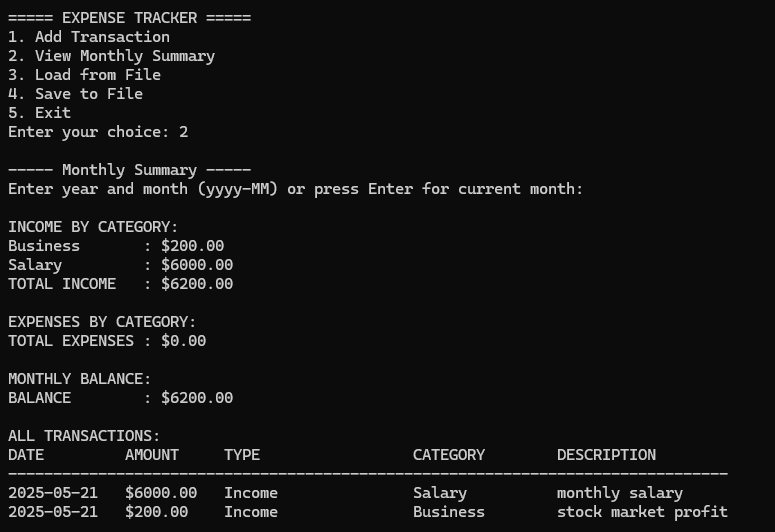 ===== EXPENSE TRACKER =====
1. Add Transaction
2. View Monthly Summary
3. Load from File
4. Save to File
5. Exit
Enter your choice: 2
----- Monthly Summary -----
Enter year and month (yyyy-MM) or press Enter for current month:
INCOME BY CATEGORY:
Business       : $200.00
Salary         : $6000.00
TOTAL INCOME   : $6200.00
EXPENSES BY CATEGORY:
TOTAL EXPENSES : $0.00
MONTHLY BALANCE:
BALANCE        : $6200.00
ALL TRANSACTIONS:
DATE         AMOUNT     TYPE                 CATEGORY        DESCRIPTION
--------------------------------------------------------------------------------
2025-05-21   $6000.00   Income               Salary          monthly salary
2025-05-21   $200.00    Income               Business        stock market profit